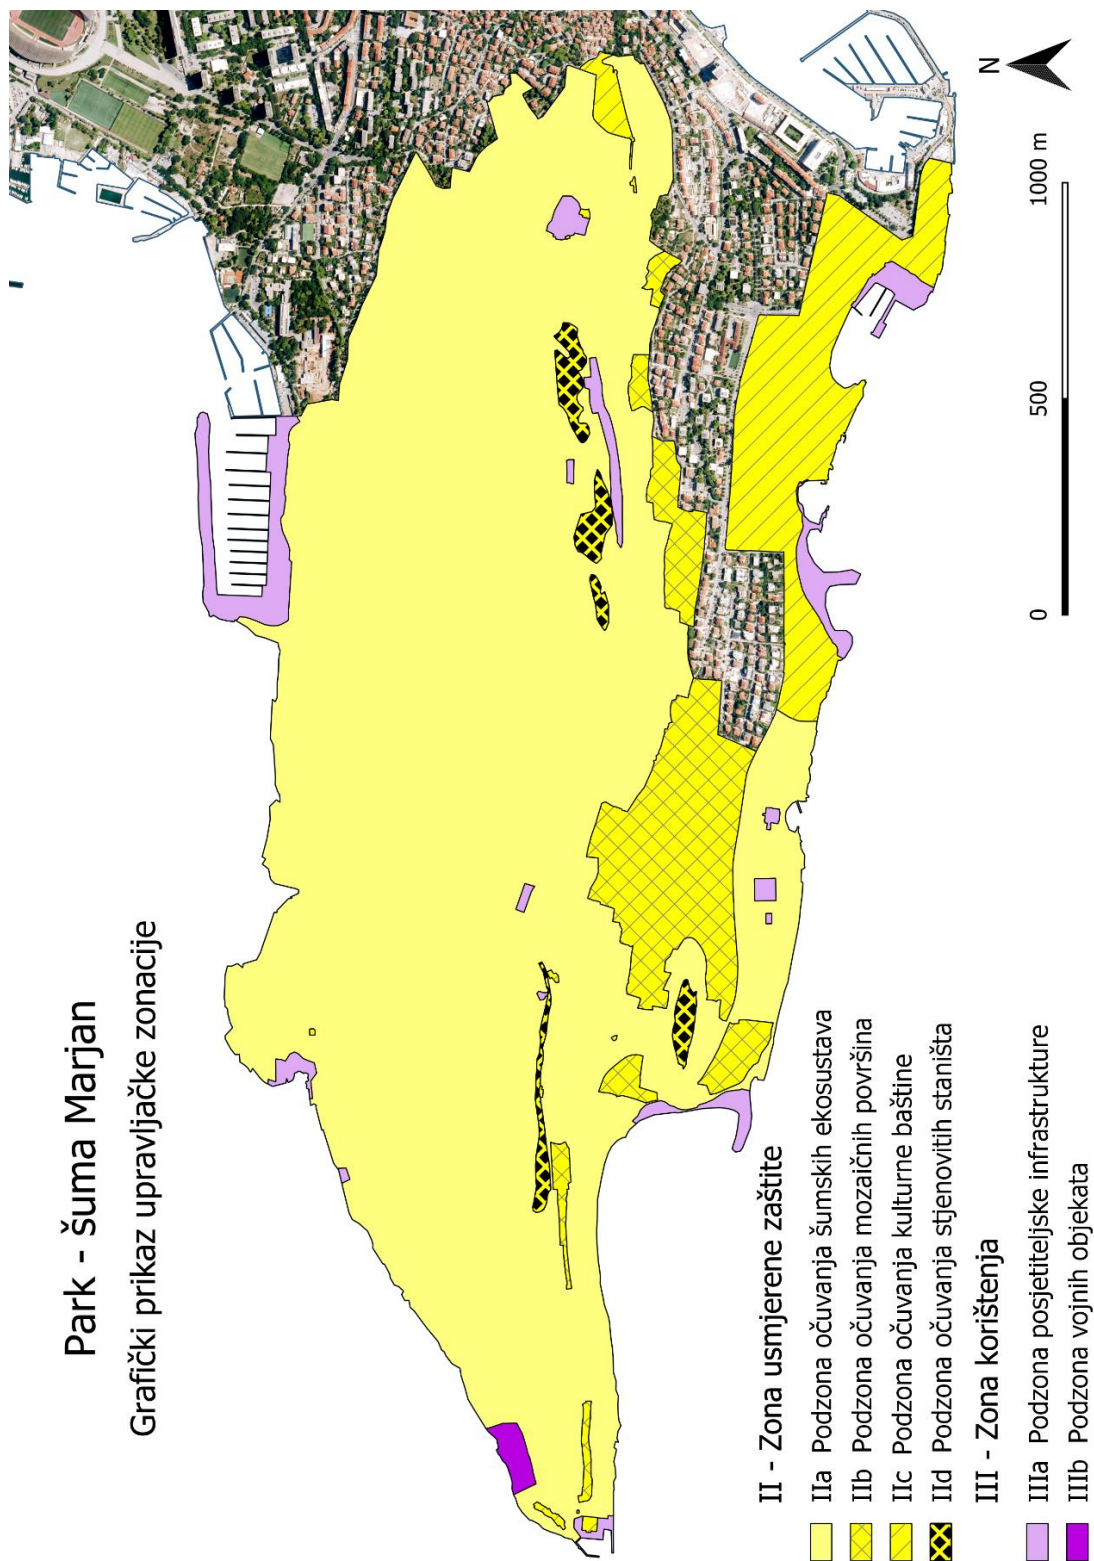 Park - šuma Marjan
Grafički prikaz upravljačke zonacije
N
0 500 1000 m
II - Zona usmjerene zaštite
IIa Podzona očuvanja šumskih ekosustava
IIb Podzona očuvanja mozaičnih površina
IIc Podzona očuvanja kulturne baštine
IId Podzona očuvanja stjenovitih staništa
III - Zona korištenja
IIIa Podzona posjetiteljske infrastrukture
IIIb Podzona vojnih objekata